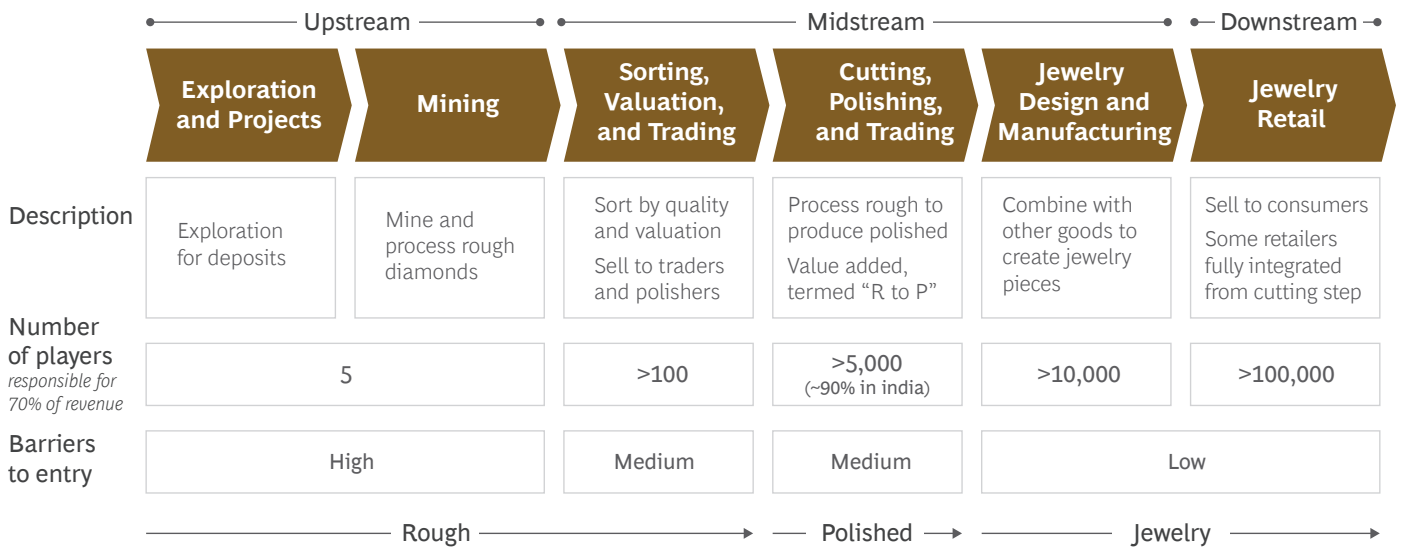 Upstream
Midstream
Downstream
Exploration
and Projects
Mining
Sorting,
Valuation,
and Trading
Cutting,
Polishing,
and Trading
Jewelry
Design and
Manufacturing
Jewelry
Retail
Description
Exploration
for deposits
Mine and
process rough
diamonds
Sort by quality
and valuation
Sell to traders
and polishers
Process rough to
produce polished
Value added,
termed “R to P”
Combine with
other goods to
create jewelry
pieces
Sell to consumers
Some retailers
fully integrated
from cutting step
Number
of players
responsible for
70% of revenue
5
>100
>5,000
(~90% in india)
>10,000
>100,000
Barriers
to entry
High
Medium
Medium
Low
Rough
Polished
Jewelry